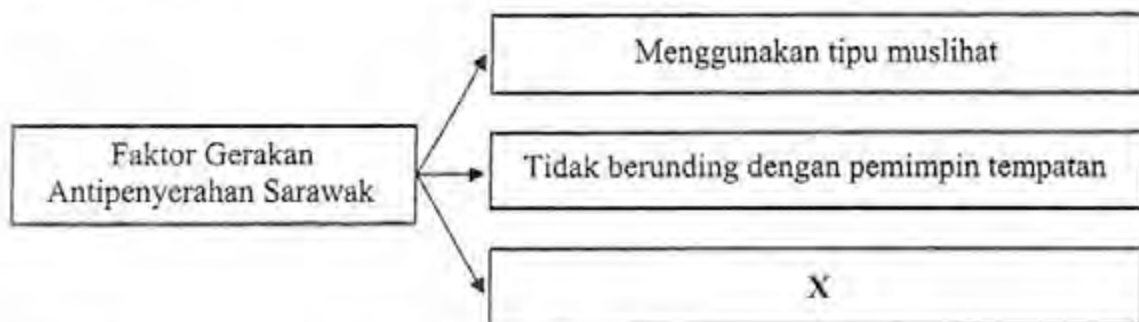 Menggunakan tipu muslihat
Faktor Gerakan
Antipenyerahan Sarawak
Tidak berunding dengan pemimpin tempatan
X